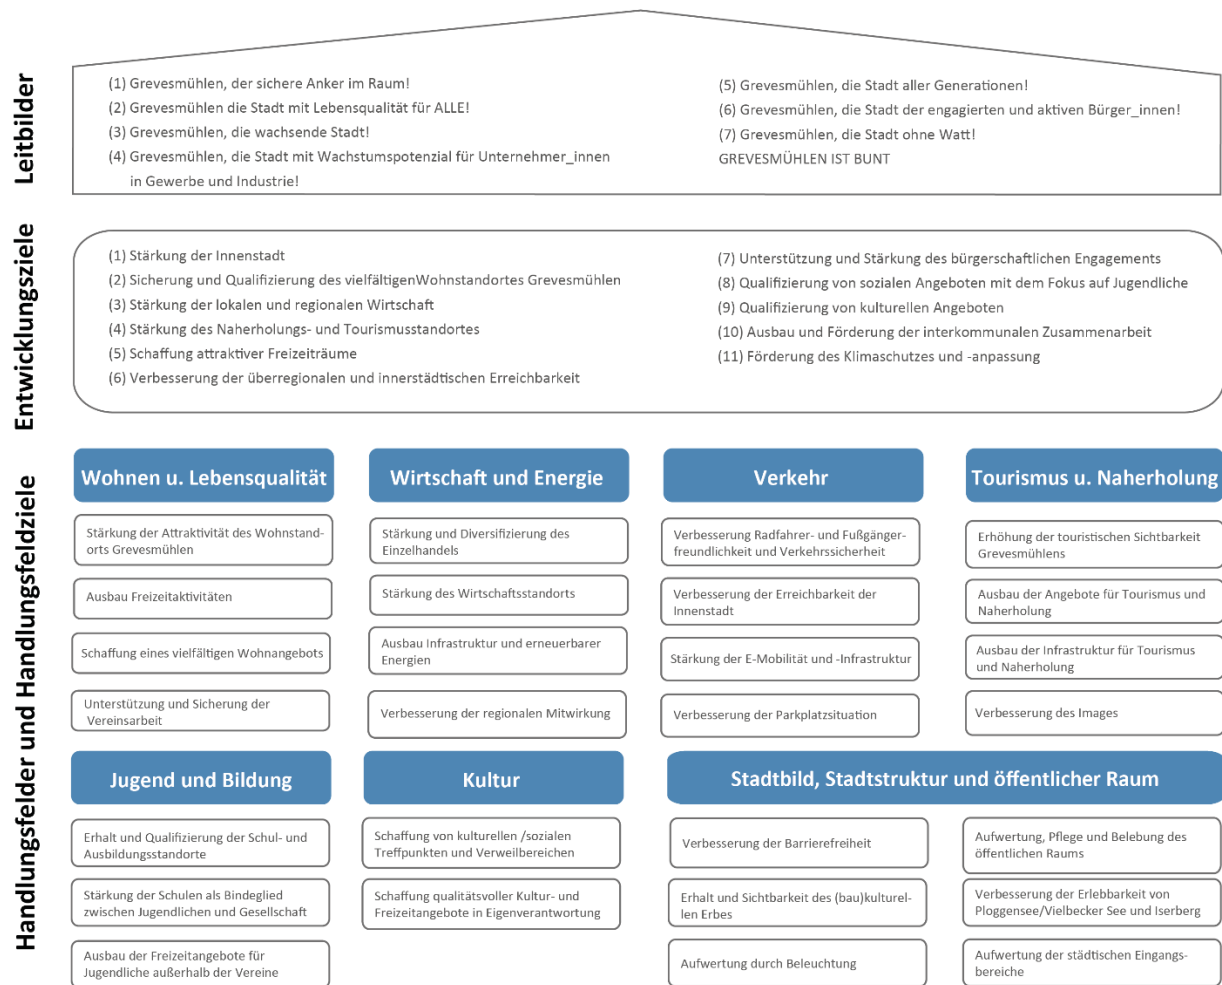 Leitbilder
(1) Grevesmühlen, der sichere Anker im Raum!
(2) Grevesmühlen die Stadt mit Lebensqualität für ALLE!
(3) Grevesmühlen, die wachsende Stadt!
(4) Grevesmühlen, die Stadt mit Wachstumspotenzial für Unternehmer_innen
in Gewerbe und Industrie!
(5) Grevesmühlen, die Stadt aller Generationen!
(6) Grevesmühlen, die Stadt der engagierten und aktiven Bürger_innen!
(7) Grevesmühlen, die Stadt ohne Watt!
GREVESMÜHLEN IST BUNT
Entwicklungsziele
(1) Stärkung der Innenstadt
(2) Sicherung und Qualifizierung des vielfältigenWohnstandortes Grevesmühlen
(3) Stärkung der lokalen und regionalen Wirtschaft
(4) Stärkung des Naherholungs- und Tourismusstandortes
(5) Schaffung attraktiver Freizeiträume
(6) Verbesserung der überregionalen und innerstädtischen Erreichbarkeit
(7) Unterstützung und Stärkung des bürgerschaftlichen Engagements
(8) Qualifizierung von sozialen Angeboten mit dem Fokus auf Jugendliche
(9) Qualifizierung von kulturellen Angeboten
(10) Ausbau und Förderung der interkommunalen Zusammenarbeit
(11) Förderung des Klimaschutzes und -anpassung
Handlungsfelder und Handlungsfeldziele
Wohnen u. Lebensqualität
Stärkung der Attraktivität des Wohnstand-
orts Grevesmühlen
Ausbau Freizeitaktivitäten
Schaffung eines vielfältigen Wohnangebots
Unterstützung und Sicherung der
Vereinsarbeit
Wirtschaft und Energie
Stärkung und Diversifizierung des
Einzelhandels
Stärkung des Wirtschaftsstandorts
Ausbau Infrastruktur und erneuerbarer
Energien
Verbesserung der regionalen Mitwirkung
Verkehr
Verbesserung Radfahrer- und Fußgänger-
freundlichkeit und Verkehrssicherheit
Verbesserung der Erreichbarkeit der
Innenstadt
Stärkung der E-Mobilität und -Infrastruktur
Verbesserung der Parkplatzsituation
Tourismus u. Naherholung
Erhöhung der touristischen Sichtbarkeit
Grevesmühlens
Ausbau der Angebote für Tourismus und
Naherholung
Ausbau der Infrastruktur für Tourismus
und Naherholung
Verbesserung des Images
Jugend und Bildung
Erhalt und Qualifizierung der Schul- und
Ausbildungsstandorte
Stärkung der Schulen als Bindeglied
zwischen Jugendlichen und Gesellschaft
Ausbau der Freizeitangebote für
Jugendliche außerhalb der Vereine
Kultur
Schaffung von kulturellen /sozialen
Treffpunkten und Verweilbereichen
Schaffung qualitätsvoller Kultur- und
Freizeitangebote in Eigenverantwortung
Stadtbild, Stadtstruktur und öffentlicher Raum
Verbesserung der Barrierefreiheit
Erhalt und Sichtbarkeit des (bau)kulturel-
len Erbes
Aufwertung durch Beleuchtung
Aufwertung, Pflege und Belebung des
öffentlichen Raums
Verbesserung der Erlebbarkeit von
Ploggensee/Vielbecker See und Iserberg
Aufwertung der städtischen Eingangs-
bereiche